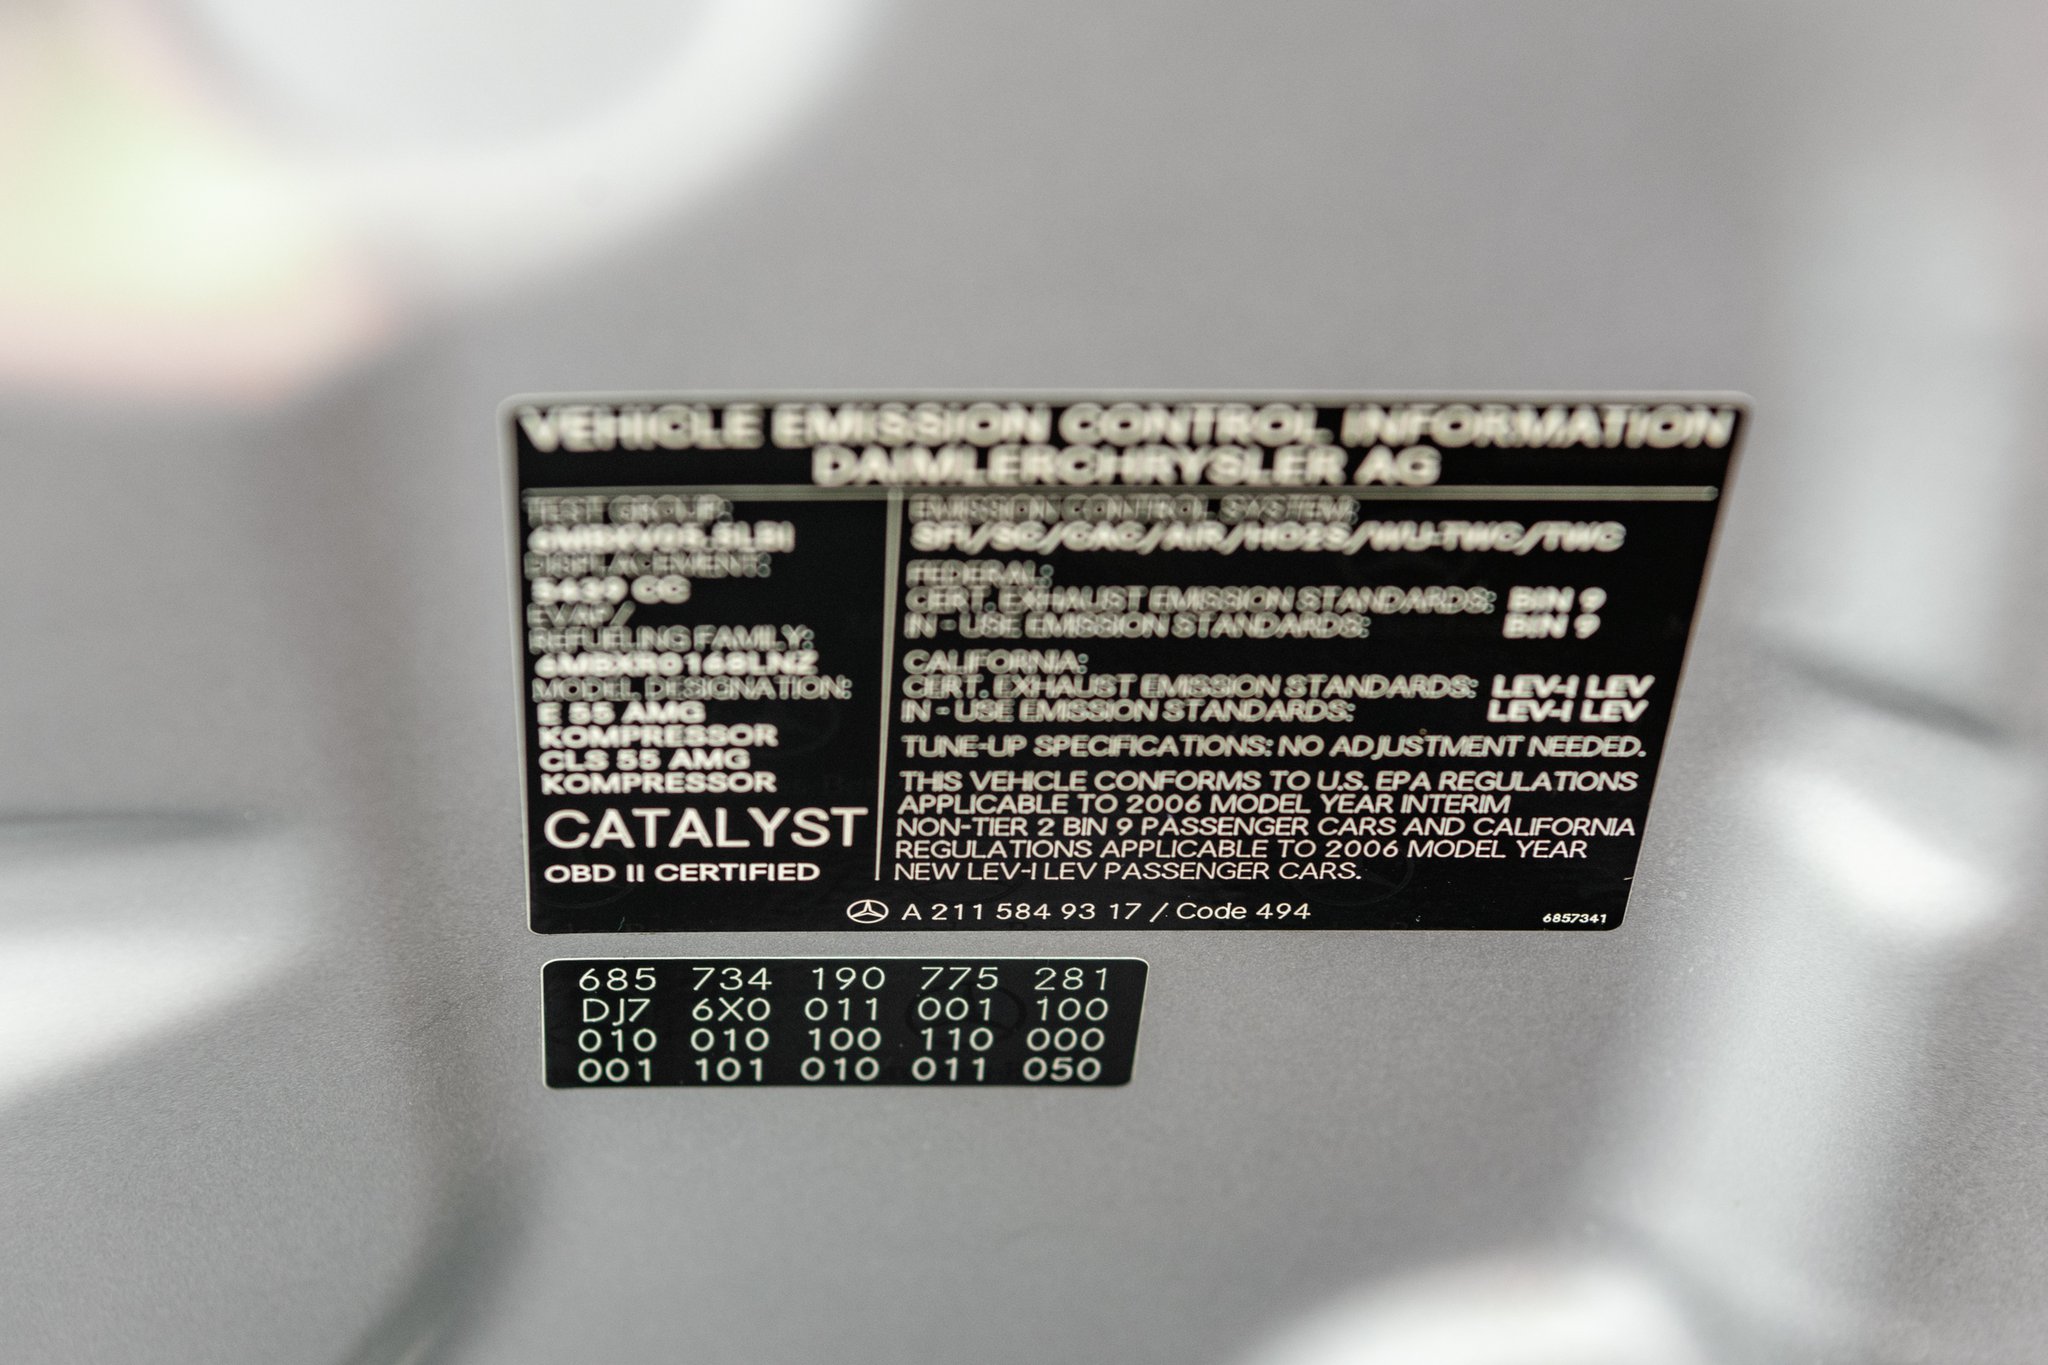 VEHICLE EMISSION CONTROL INFORMATION
DAIMLERCHRYSLER AG
TEST GROUP:
DISPLACEMENT:
5439 CC
EVAP/
REFUELING FAMILY:
6MBXR0168LNZ
MODEL DESIGNATION:
E 55 AMG
KOMPRESSOR
CLS 55 AMG
KOMPRESSOR
CATALYST
OBD II CERTIFIED
EMISSION CONTROL SYSTEM:
SFI/SC/CAC/AIR/HO2S/WU-TWC/TWC
FEDERAL:
CERT. EXHAUST EMISSION STANDARDS: BIN 9
IN - USE EMISSION STANDARDS: BIN 9
CALIFORNIA:
CERT. EXHAUST EMISSION STANDARDS: LEV-I LEV
IN - USE EMISSION STANDARDS: LEV-I LEV
TUNE-UP SPECIFICATIONS: NO ADJUSTMENT NEEDED.
THIS VEHICLE CONFORMS TO U.S. EPA REGULATIONS
APPLICABLE TO 2006 MODEL YEAR INTERIM
NON-TIER 2 BIN 9 PASSENGER CARS AND CALIFORNIA
REGULATIONS APPLICABLE TO 2006 MODEL YEAR
NEW LEV-I LEV PASSENGER CARS.
A 211 584 93 17 / Code 494
6857341
685 734 190 775 281
DJ7 6X0 011 001 100
010 010 100 110 000
001 101 010 011 050